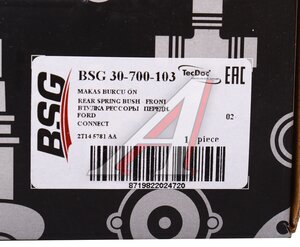 BSG
BSG 30-700-103
TecDoc
EAC
MAKAS BURCU ÖN
REAR SPRING BUSH - FRONT
ВТУЛКА РЕССОРЫ ПЕРЕДН
FORD 02
CONNECT
2T14 5781 AA
1 piece
8719822024720